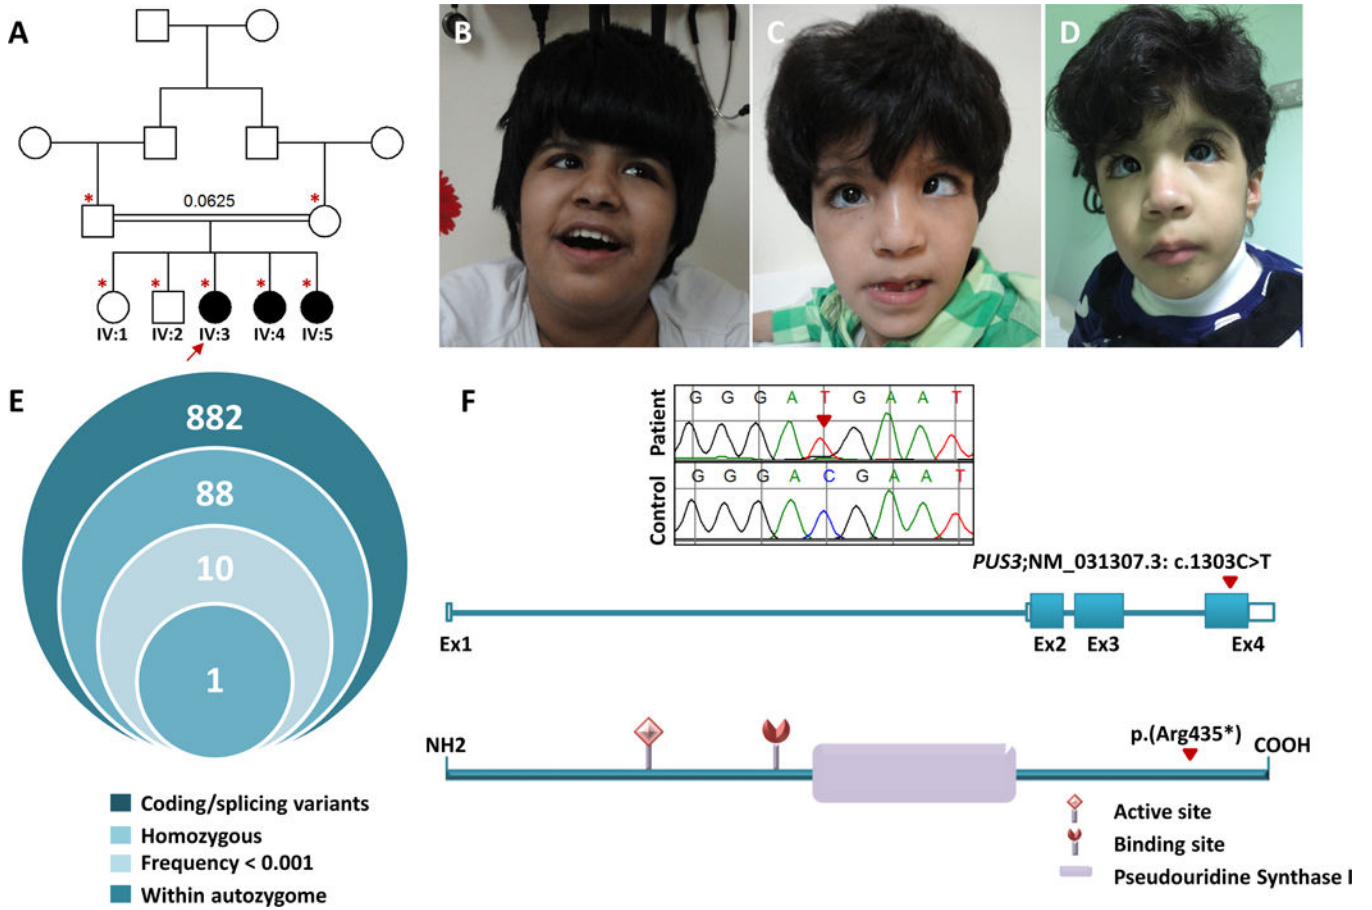 A
B
C
D
*
*
0.0625
*
*
*
*
*
IV:1 IV:2 IV:3 IV:4 IV:5
E
882
88
10
1
Coding/splicing variants
Homozygous
Frequency < 0.001
Within autozygome
F
Patient
G G G A T G A A T
Control
G G G A C G A A T
PUS3;NM_031307.3: c.1303C>T
Ex1 Ex2 Ex3 Ex4
NH2
p.(Arg435*)
COOH
Active site
Binding site
Pseudouridine Synthase I